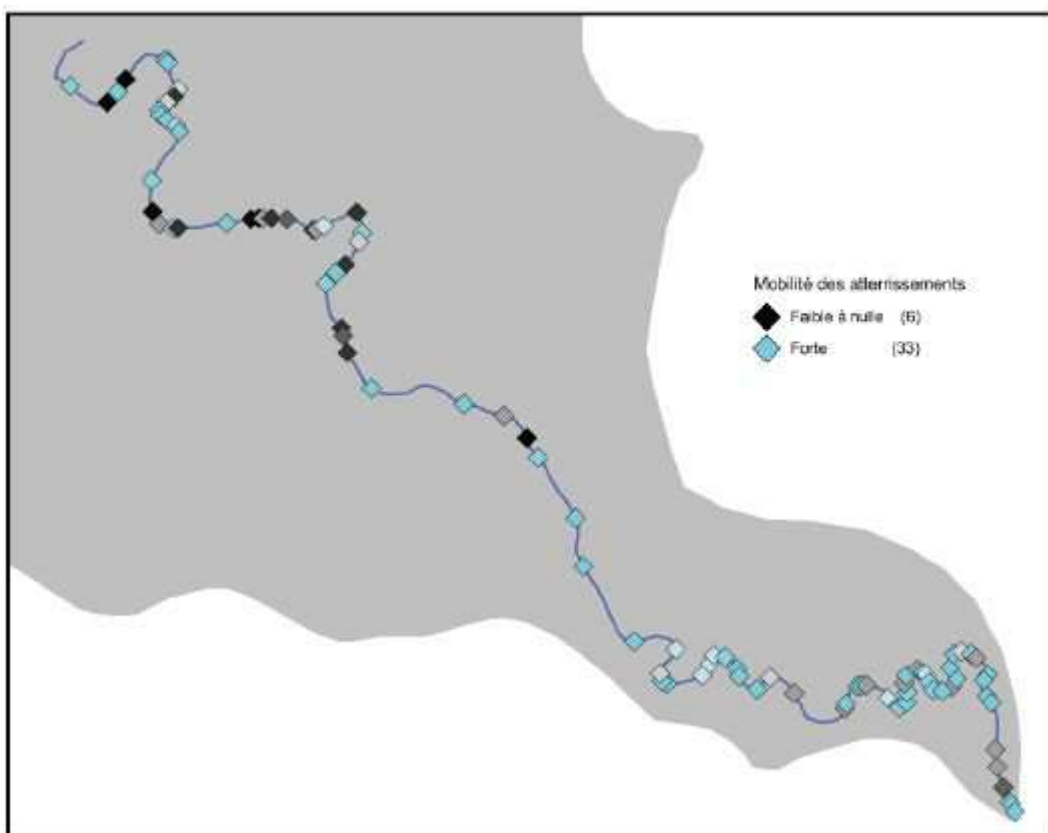 Mobilité des atterrissements
Faible à nulle (6)
Forte (33)